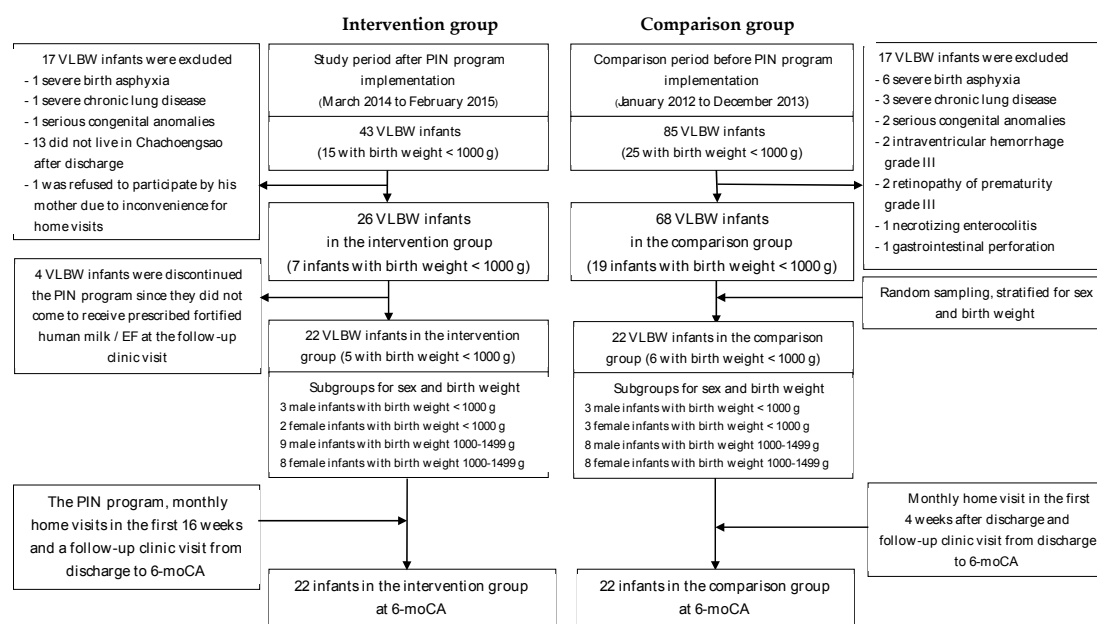 Intervention group
Comparison group
17 VLBW infants were excluded
- 1 severe birth asphyxia
- 1 severe chronic lung disease
- 1 serious congenital anomalies
- 13 did not live in Chachoengsao
after discharge
- 1 was refused to participate by his
mother due to inconvenience for
home visits
Study period after PIN program
implementation
(March 2014 to February 2015)
43 VLBW infants
(15 with birth weight < 1000 g)
Comparison period before PIN program
implementation
(January 2012 to December 2013)
85 VLBW infants
(25 with birth weight < 1000 g)
17 VLBW infants were excluded
- 6 severe birth asphyxia
- 3 severe chronic lung disease
- 2 serious congenital anomalies
- 2 intraventricular hemorrhage
grade III
- 2 retinopathy of prematurity
grade III
- 1 necrotizing enterocolitis
- 1 gastrointestinal perforation
26 VLBW infants
in the intervention group
(7 infants with birth weight < 1000 g)
68 VLBW infants
in the comparison group
(19 infants with birth weight < 1000 g)
4 VLBW infants were discontinued
the PIN program since they did not
come to receive prescribed fortified
human milk / EF at the follow-up
clinic visit
Random sampling, stratified for sex
and birth weight
22 VLBW infants in the intervention
group (5 with birth weight < 1000 g)
Subgroups for sex and birth weight
3 male infants with birth weight < 1000 g
2 female infants with birth weight < 1000 g
9 male infants with birth weight 1000-1499 g
8 female infants with birth weight 1000-1499 g
22 VLBW infants in the comparison
group (6 with birth weight < 1000 g)
Subgroups for sex and birth weight
3 male infants with birth weight < 1000 g
3 female infants with birth weight < 1000 g
8 male infants with birth weight 1000-1499 g
8 female infants with birth weight 1000-1499 g
The PIN program, monthly
home visits in the first 16 weeks
and a follow-up clinic visit from
discharge to 6-moCA
Monthly home visit in the first
4 weeks after discharge and
follow-up clinic visit from discharge
to 6-moCA
22 infants in the intervention group
at 6-moCA
22 infants in the comparison group
at 6-moCA